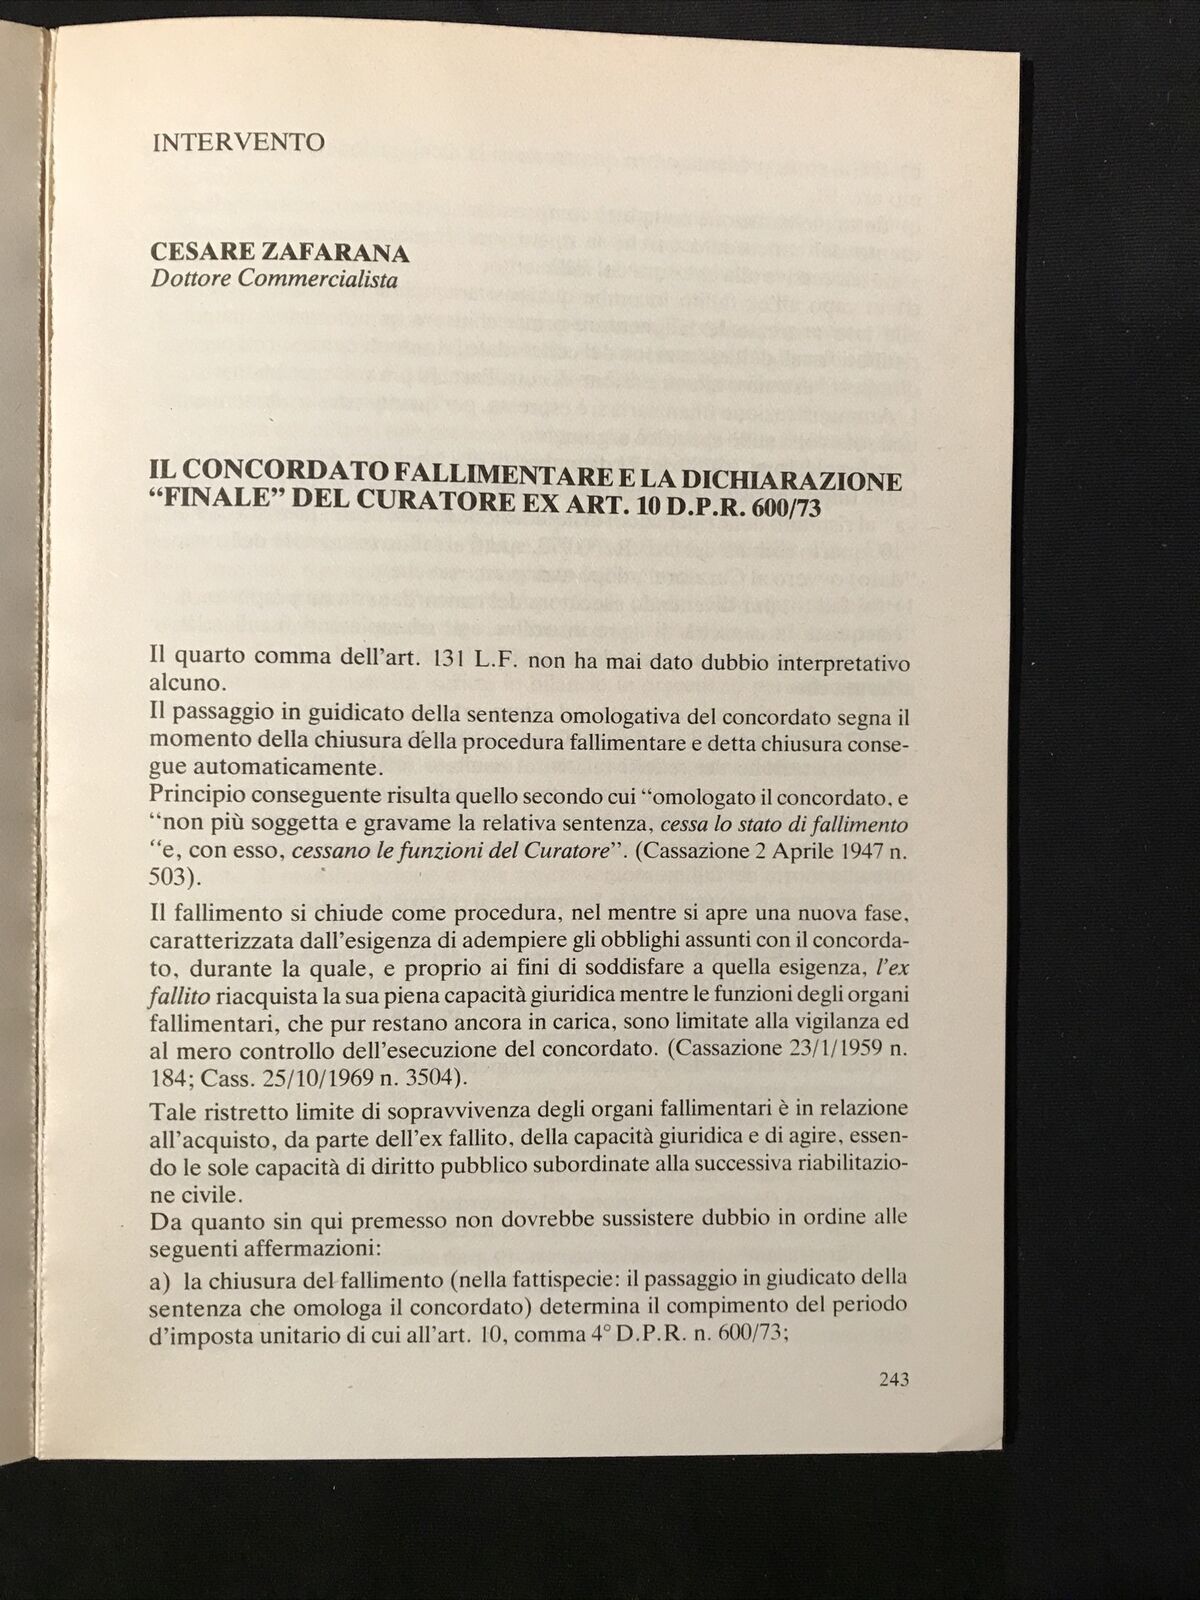 INTERVENTO
CESARE ZAFARANA
Dottore Commercialista
IL CONCORDATO FALLIMENTARE E LA DICHIARAZIONE
“FINALE” DEL CURATORE EX ART. 10 D.P.R. 600/73
Il quarto comma dell’art. 131 L.F. non ha mai dato dubbio interpretativo
alcuno.
Il passaggio in guidicato della sentenza omologativa del concordato segna il
momento della chiusura della procedura fallimentare e detta chiusura conse-
gue automaticamente.
Principio conseguente risulta quello secondo cui “omologato il concordato, e
“non più soggetta e gravame la relativa sentenza, cessa lo stato di fallimento
“e, con esso, cessano le funzioni del Curatore”. (Cassazione 2 Aprile 1947 n.
503).
Il fallimento si chiude come procedura, nel mentre si apre una nuova fase,
caratterizzata dall’esigenza di adempiere gli obblighi assunti con il concorda-
to, durante la quale, e proprio ai fini di soddisfare a quella esigenza, l’ex
fallito riacquista la sua piena capacità giuridica mentre le funzioni degli organi
fallimentari, che pur restano ancora in carica, sono limitate alla vigilanza ed
al mero controllo dell’esecuzione del concordato. (Cassazione 23/1/1959 n.
184; Cass. 25/10/1969 n. 3504).
Tale ristretto limite di sopravvivenza degli organi fallimentari è in relazione
all’acquisto, da parte dell’ex fallito, della capacità giuridica e di agire, essen-
do le sole capacità di diritto pubblico subordinate alla successiva riabilitazio-
ne civile.
Da quanto sin qui premesso non dovrebbe sussistere dubbio in ordine alle
seguenti affermazioni:
a) la chiusura del fallimento (nella fattispecie: il passaggio in giudicato della
sentenza che omologa il concordato) determina il compimento del periodo
d’imposta unitario di cui all’art. 10, comma 4° D.P.R. n. 600/73;
243